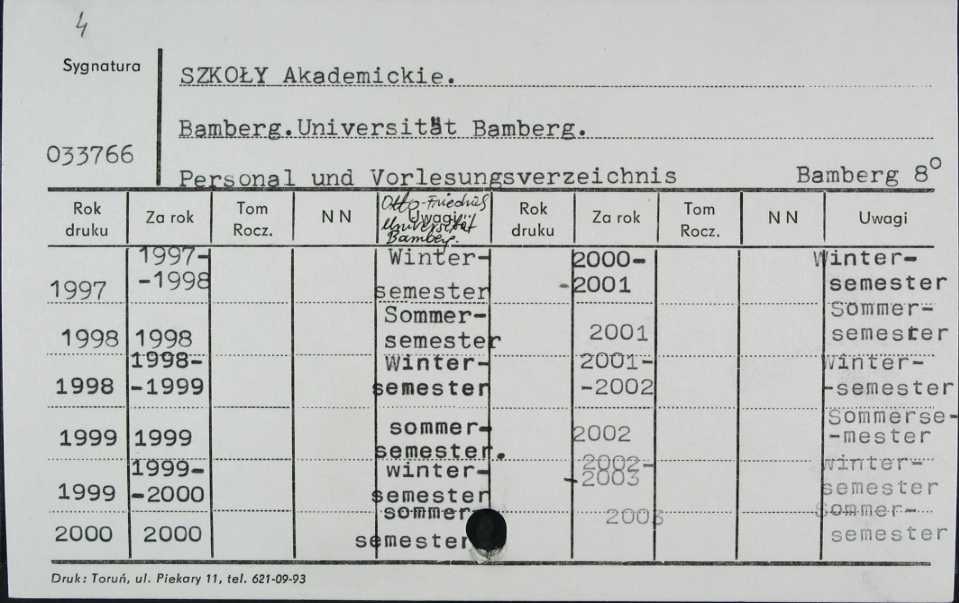 4
Sygnatura
SZKOŁY Akademickie.
Bamberg.Universität Bamberg.
033766
Personal und Vorlesungsverzeichnis Bamberg 8°
Rok druku Za rok Tom Rocz. N N Uwagi Rok druku Za rok Tom Rocz. N N Uwagi
Otto-Friedrich
Universität
Bamberg.
1997 1997-
-1998 Winter-
semester
1998 1998 Sommer-
semester
1998 1998-
-1999 Winter-
semester
1999 1999 sommer-
semester.
1999 1999-
-2000 winter-
semester
2000 2000 sommer-
semester
2000-
-2001 Winter-
semester
2001 Sommer-
semester
2001-
-2002 Winter-
-semester
2002 Sommerse-
-mester
2002-
-2003 winter-
semester
2003 Sommer-
semester
Druk: Toruń, ul. Piekary 11, tel. 621-09-93